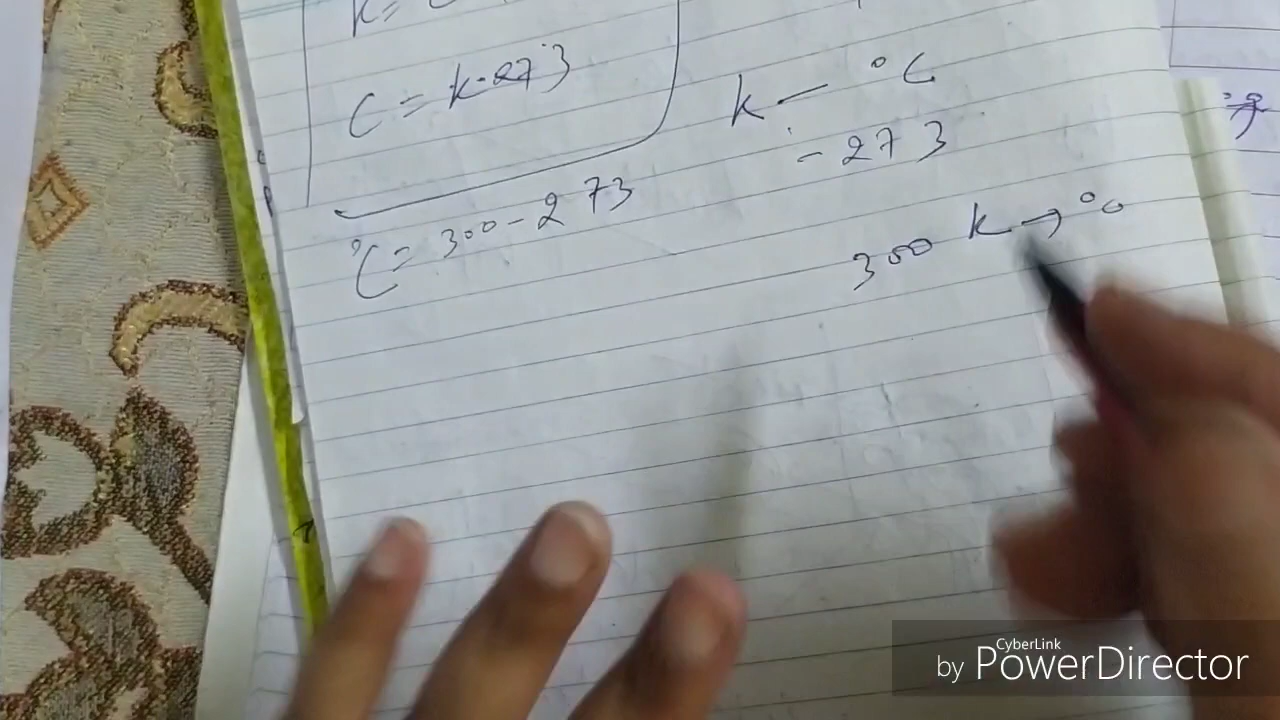 K=
C = K-273
K — °C
- 273
°C = 300 - 273
300 K → °C
CyberLink
by PowerDirector